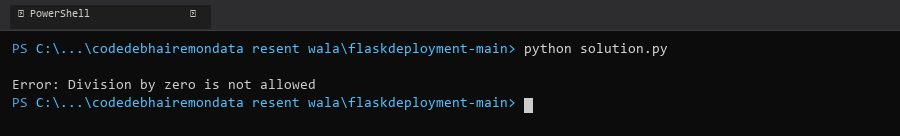 PowerShell
PS C:\...\codedebhairemondata resent wala\flaskdeployment-main> python solution.py
Error: Division by zero is not allowed
PS C:\...\codedebhairemondata resent wala\flaskdeployment-main>